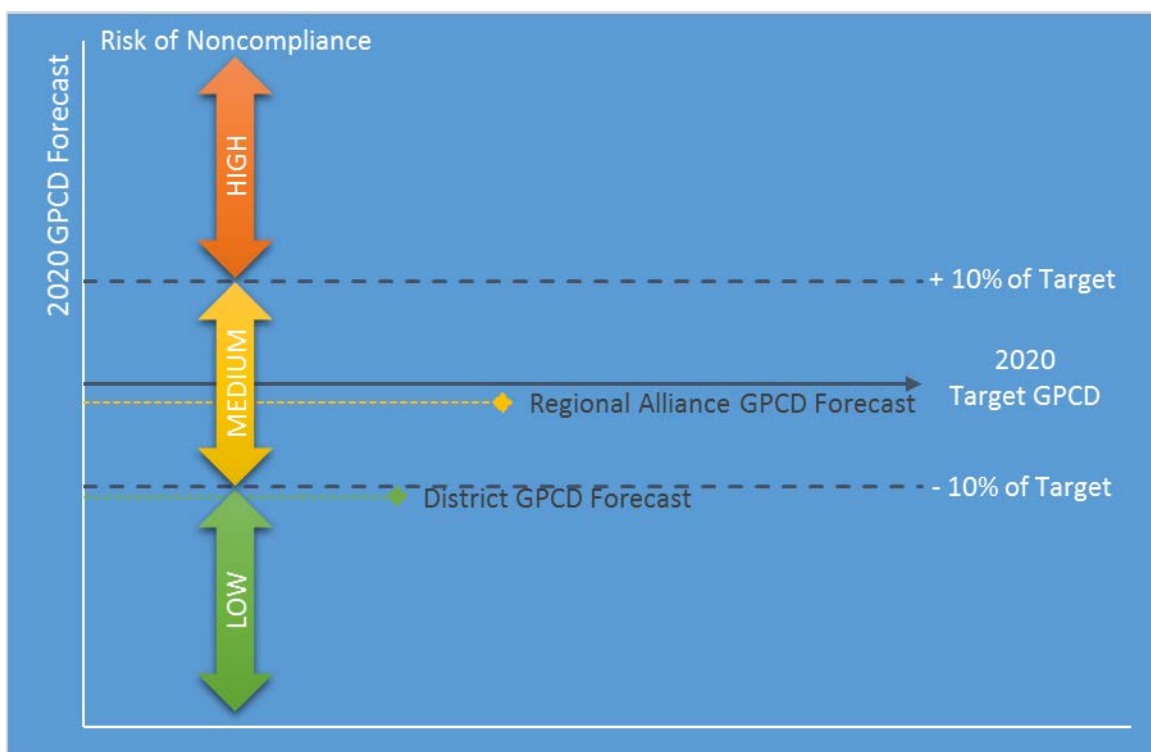 Risk of Noncompliance
2020 GPCD Forecast
HIGH
+ 10% of Target
MEDIUM
2020
Target GPCD
Regional Alliance GPCD Forecast
- 10% of Target
District GPCD Forecast
LOW